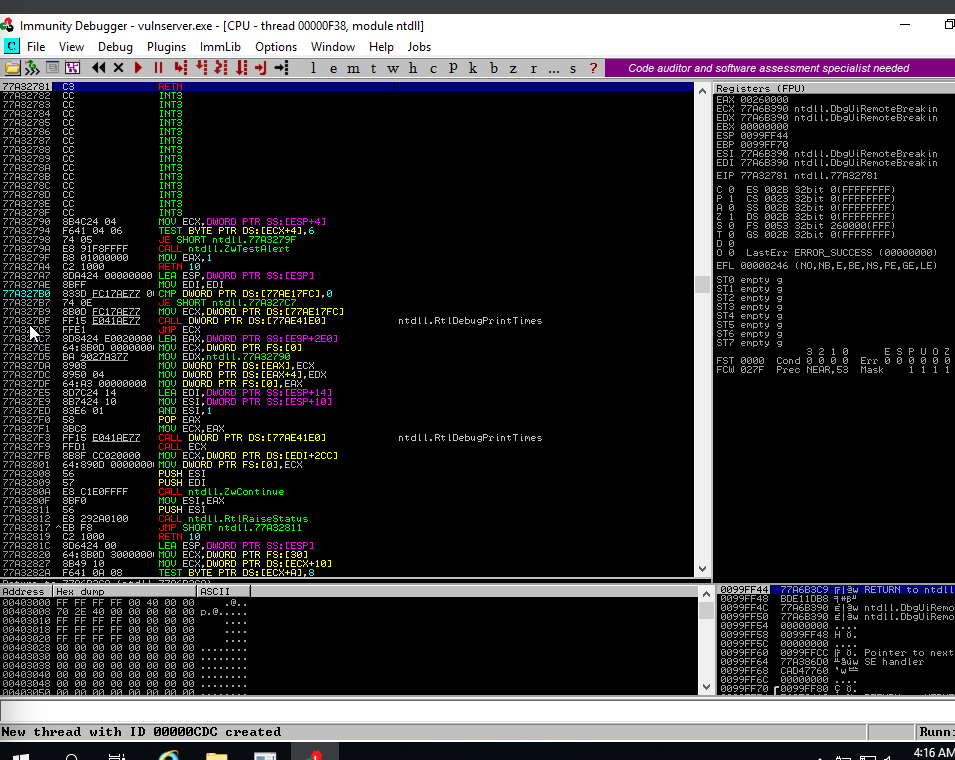 Immunity Debugger - vulnserver.exe - [CPU - thread 00000F38, module ntdll]
C File View Debug Plugins ImmLib Options Window Help Jobs
l e m t w h c P k b z r ... s ? Code auditor and software assessment specialist needed
77A32781 C3 RETN
77A32782 CC INT3
77A32783 CC INT3
77A32784 CC INT3
77A32785 CC INT3
77A32786 CC INT3
77A32787 CC INT3
77A32788 CC INT3
77A32789 CC INT3
77A3278A CC INT3
77A3278B CC INT3
77A3278C CC INT3
77A3278D CC INT3
77A3278E CC INT3
77A3278F CC INT3
77A32790 8B4C24 04 MOV ECX,DWORD PTR SS:[ESP+4]
77A32794 F641 04 06 TEST BYTE PTR DS:[ECX+4],6
77A32798 74 05 JE SHORT ntdll.77A3279F
77A3279A E8 91F8FFFF CALL ntdll.ZwTestAlert
77A3279F B8 01000000 MOV EAX,1
77A327A4 C2 1000 RETN 10
77A327A7 8DA424 00000000 LEA ESP,DWORD PTR SS:[ESP]
77A327AE 8BFF MOV EDI,EDI
77A327B0 833D FC17AE77 0 CMP DWORD PTR DS:[77AE17FC],0
77A327B7 74 0E JE SHORT ntdll.77A327C7
77A327B9 8B0D FC17AE77 MOV ECX,DWORD PTR DS:[77AE17FC]
77A327BF FF15 E041AE77 CALL DWORD PTR DS:[77AE41E0] ntdll.RtlDebugPrintTimes
77A327C5 FFE1 JMP ECX
77A327C7 8D8424 E0020000 LEA EAX,DWORD PTR SS:[ESP+2E0]
77A327CE 64:8B0D 0000000 MOV ECX,DWORD PTR FS:[0]
77A327D5 BA 9027A377 MOV EDX,ntdll.77A32790
77A327DA 8908 MOV DWORD PTR DS:[EAX],ECX
77A327DC 8950 04 MOV DWORD PTR DS:[EAX+4],EDX
77A327DF 64:A3 00000000 MOV DWORD PTR FS:[0],EAX
77A327E5 8D7C24 14 LEA EDI,DWORD PTR SS:[ESP+14]
77A327E9 8B7424 10 MOV ESI,DWORD PTR SS:[ESP+10]
77A327ED 83E6 01 AND ESI,1
77A327F0 58 POP EAX
77A327F1 8BC8 MOV ECX,EAX
77A327F3 FF15 E041AE77 CALL DWORD PTR DS:[77AE41E0] ntdll.RtlDebugPrintTimes
77A327F9 FFD1 CALL ECX
77A327FB 8B8F CC020000 MOV ECX,DWORD PTR DS:[EDI+2CC]
77A32801 64:890D 0000000 MOV DWORD PTR FS:[0],ECX
77A32808 56 PUSH ESI
77A32809 57 PUSH EDI
77A3280A E8 C1E0FFFF CALL ntdll.ZwContinue
77A3280F 8BF0 MOV ESI,EAX
77A32811 56 PUSH ESI
77A32812 E8 292A0100 CALL ntdll.RtlRaiseStatus
77A32817 ^EB F8 JMP SHORT ntdll.77A32811
77A32819 C2 1000 RETN 10
77A3281C 8D6424 00 LEA ESP,DWORD PTR SS:[ESP]
77A32820 64:8B0D 3000000 MOV ECX,DWORD PTR FS:[30]
77A32827 8B49 10 MOV ECX,DWORD PTR DS:[ECX+10]
77A3282A F641 0A 08 TEST BYTE PTR DS:[ECX+A],8
Registers (FPU)
EAX 00260000
ECX 77A6B390 ntdll.DbgUiRemoteBreakin
EDX 77A6B390 ntdll.DbgUiRemoteBreakin
EBX 00000000
ESP 0099FF44
EBP 0099FF70
ESI 77A6B390 ntdll.DbgUiRemoteBreakin
EDI 77A6B390 ntdll.DbgUiRemoteBreakin
EIP 77A32781 ntdll.77A32781
C 0 ES 002B 32bit 0(FFFFFFFF)
P 1 CS 0023 32bit 0(FFFFFFFF)
A 0 SS 002B 32bit 0(FFFFFFFF)
Z 1 DS 002B 32bit 0(FFFFFFFF)
S 0 FS 0053 32bit 260000(FFF)
T 0 GS 002B 32bit 0(FFFFFFFF)
D 0
O 0 LastErr ERROR_SUCCESS (00000000)
EFL 00000246 (NO,NB,E,BE,NS,PE,GE,LE)
ST0 empty g
ST1 empty g
ST2 empty g
ST3 empty g
ST4 empty g
ST5 empty g
ST6 empty g
ST7 empty g
3 2 1 0 E S P U O Z
FST 0000 Cond 0 0 0 0 Err 0 0 0 0 0 0
FCW 027F Prec NEAR,53 Mask 1 1 1 1
Address Hex dump ASCII
00403000 FF FF FF FF 00 40 00 00 .@..
00403008 70 2E 40 00 00 00 00 00 p.@.....
00403010 FF FF FF FF 00 00 00 00 ....
00403018 FF FF FF FF 00 00 00 00 ....
00403020 FF FF FF FF 00 00 00 00 ....
00403028 00 00 00 00 00 00 00 00 ........
00403030 00 00 00 00 00 00 00 00 ........
00403038 00 00 00 00 00 00 00 00 ........
00403040 00 00 00 00 00 00 00 00 ........
00403048 00 00 00 00 00 00 00 00 ........
00403050 00 00 00 00 00 00 00 00 ........
0099FF44 77A6B3C9 RETURN to ntdll
0099FF48 BDE11DB8
0099FF4C 77A6B390 ntdll.DbgUiRemo
0099FF50 77A6B390 ntdll.DbgUiRemo
0099FF54 00000000 ....
0099FF58 0099FF48
0099FF5C 00000000 ....
0099FF60 0099FFCC Pointer to next
0099FF64 77A386D0 SE handler
0099FF68 CAD47760
0099FF6C 00000000 ....
0099FF70 0099FF80
New thread with ID 00000CDC created
Runn
4:16 AM